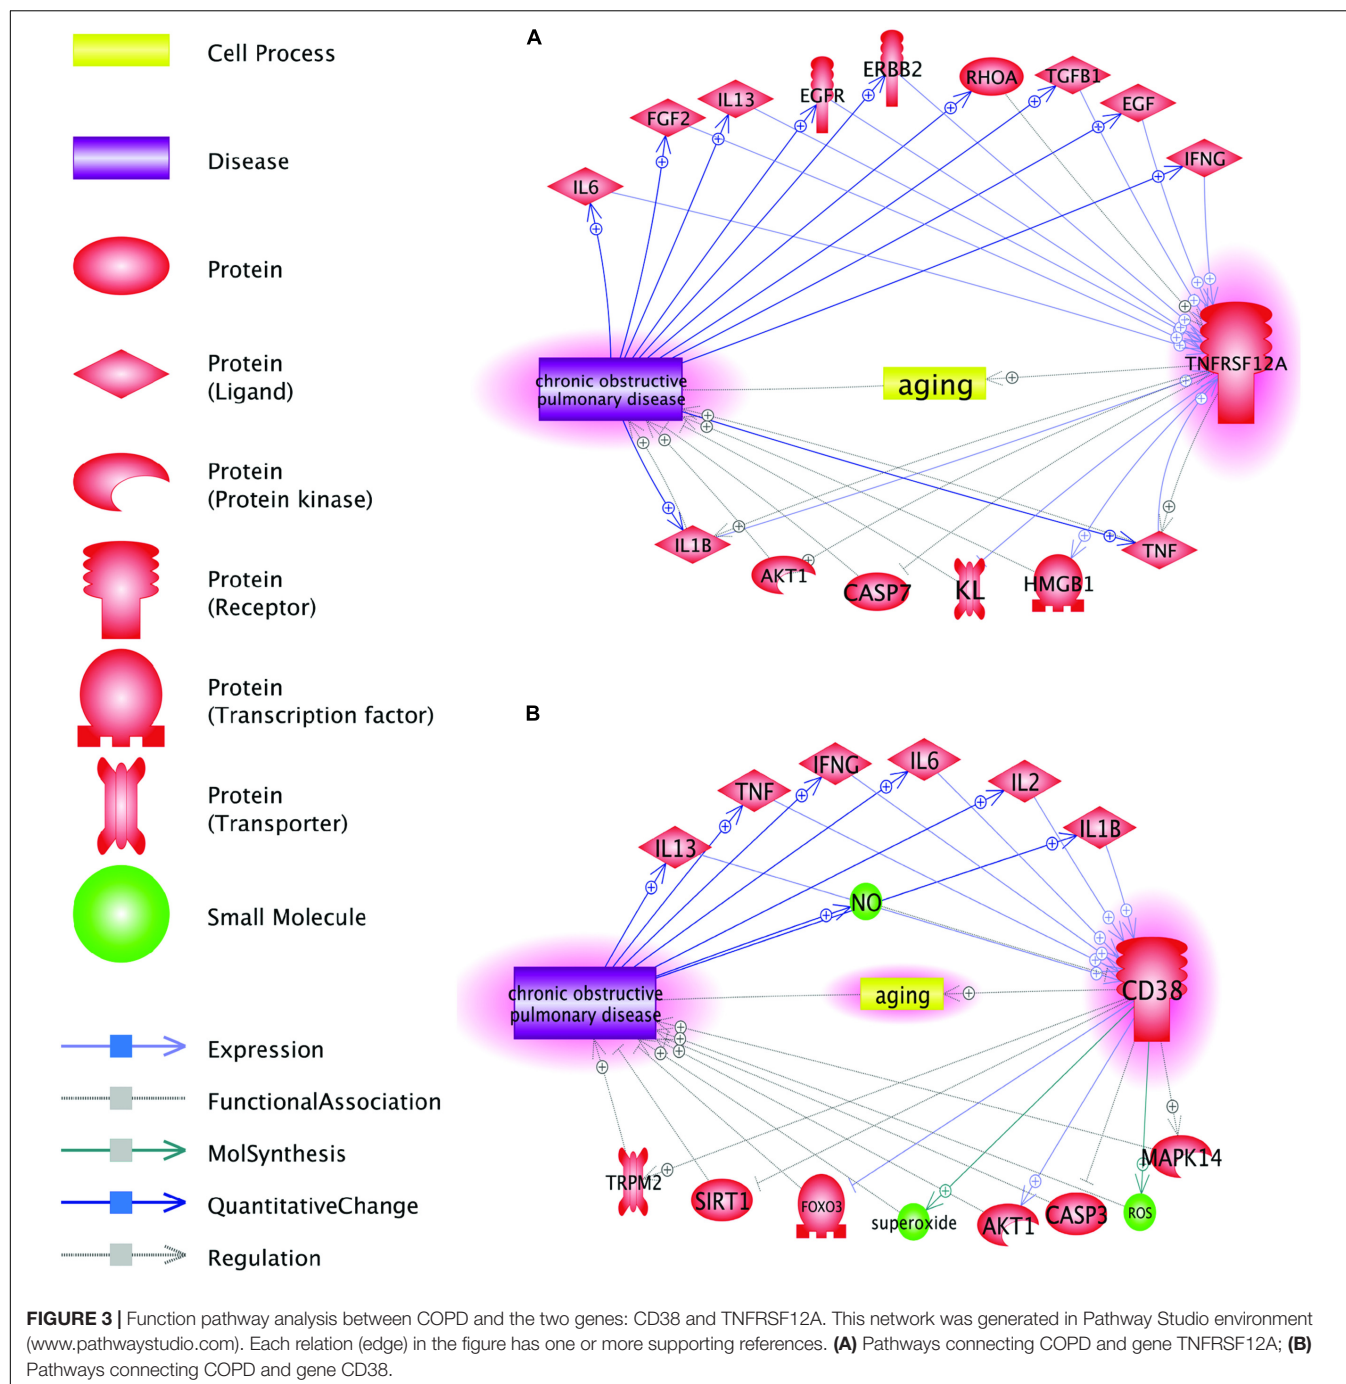 Cell Process
Disease
Protein
Protein
(Ligand)
Protein
(Protein kinase)
Protein
(Receptor)
Protein
(Transcription factor)
Protein
(Transporter)
Small Molecule
Expression
FunctionalAssociation
MolSynthesis
QuantitativeChange
Regulation
A
ERBB2
RHOA
TGFB1
IL13
EGFR
EGF
FGF2
IFNG
IL6
TNFRSF12A
chronic obstructive
pulmonary disease
aging
IL1B
TNF
AKT1
CASP7
KL
HMGB1
B
IFNG
IL6
TNF
IL2
IL13
IL1B
NO
chronic obstructive
pulmonary disease
aging
CD38
TRPM2
SIRT1
FOXO3
superoxide
AKT1
CASP3
ROS
MAPK14
FIGURE 3 | Function pathway analysis between COPD and the two genes: CD38 and TNFRSF12A. This network was generated in Pathway Studio environment
(www.pathwaystudio.com). Each relation (edge) in the figure has one or more supporting references. (A) Pathways connecting COPD and gene TNFRSF12A; (B)
Pathways connecting COPD and gene CD38.